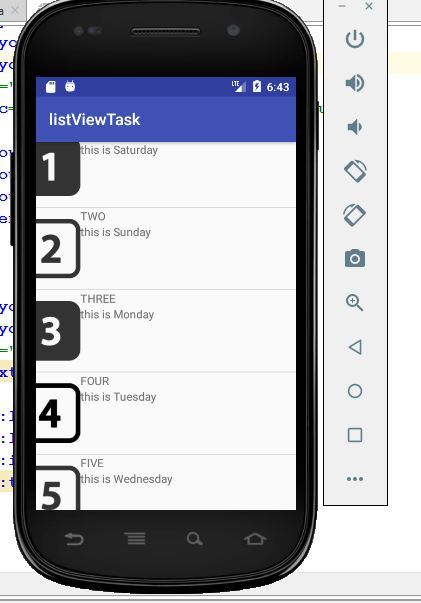 LTE 6:43
listViewTask
1
this is Saturday
TWO
2
this is Sunday
THREE
3
this is Monday
FOUR
4
this is Tuesday
FIVE
5
this is Wednesday